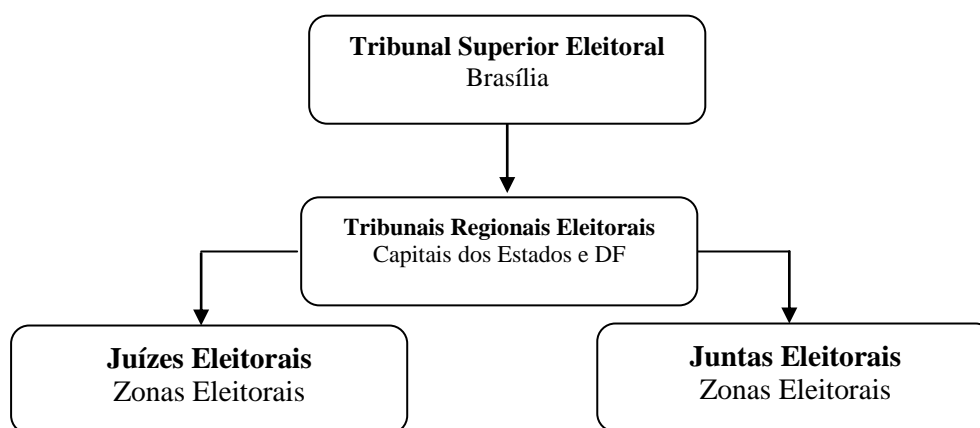 Tribunal Superior Eleitoral
Brasília
Tribunais Regionais Eleitorais
Capitais dos Estados e DF
Juízes Eleitorais
Zonas Eleitorais
Juntas Eleitorais
Zonas Eleitorais